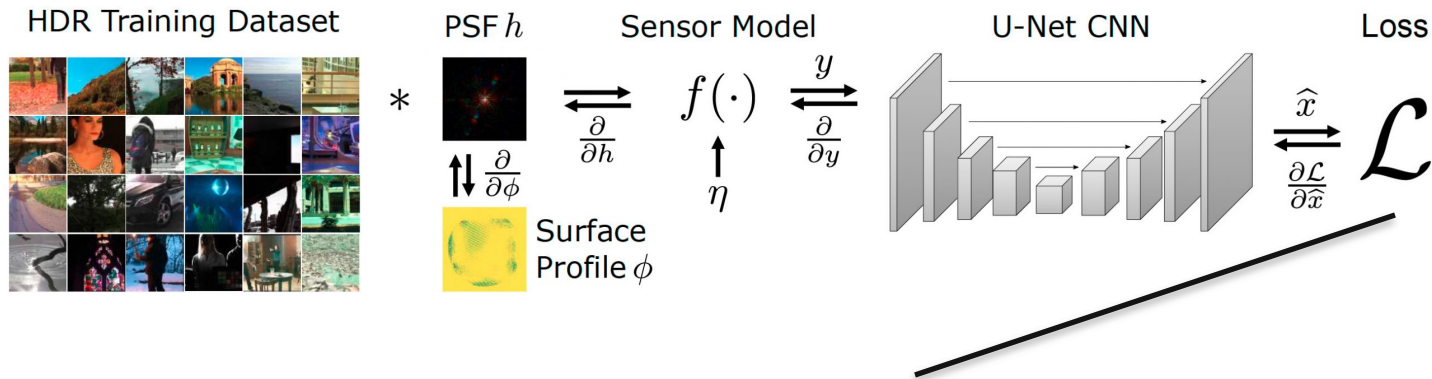 HDR Training Dataset
PSF h
Sensor Model
U-Net CNN
Loss
*
f(·)
y
x̂
ℒ
∂/∂h
∂/∂y
∂ℒ/∂x̂
∂/∂ϕ
η
Surface
Profile ϕ